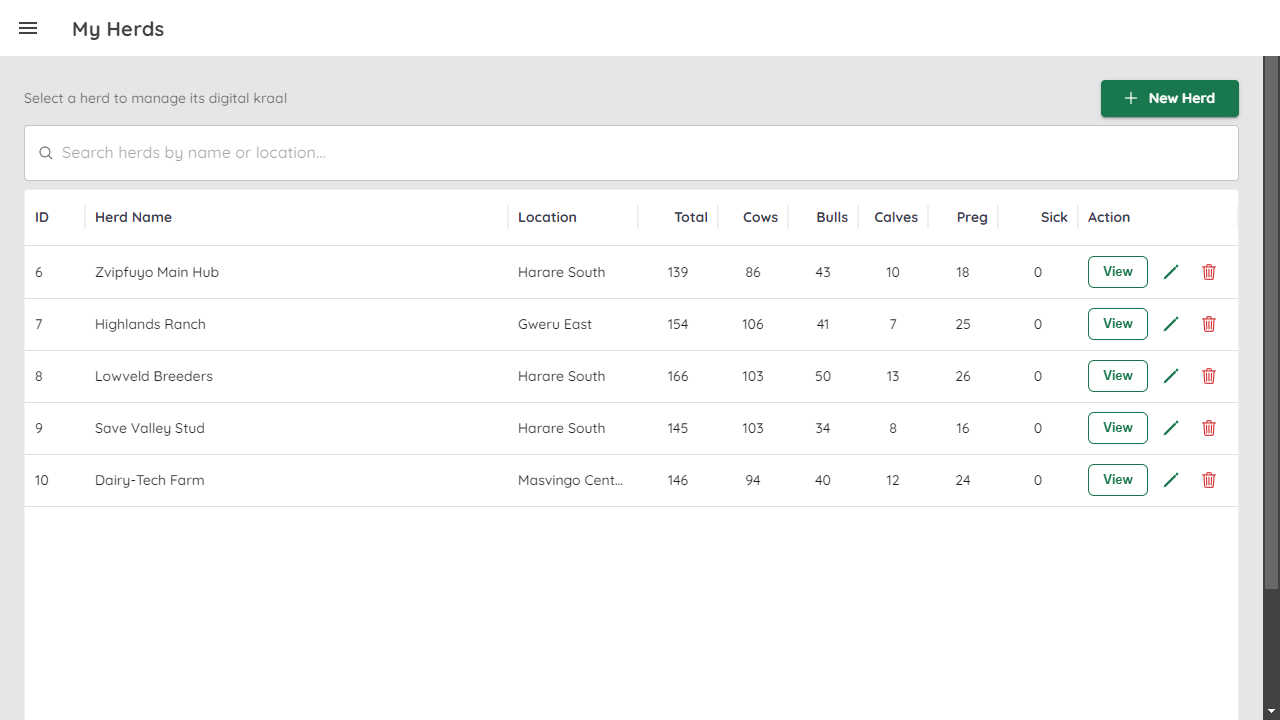 My Herds
Select a herd to manage its digital kraal
New Herd
Search herds by name or location...
ID Herd Name Location Total Cows Bulls Calves Preg Sick Action
6 Zvipfuyo Main Hub Harare South 139 86 43 10 18 0 View
7 Highlands Ranch Gweru East 154 106 41 7 25 0 View
8 Lowveld Breeders Harare South 166 103 50 13 26 0 View
9 Save Valley Stud Harare South 145 103 34 8 16 0 View
10 Dairy-Tech Farm Masvingo Cent... 146 94 40 12 24 0 View